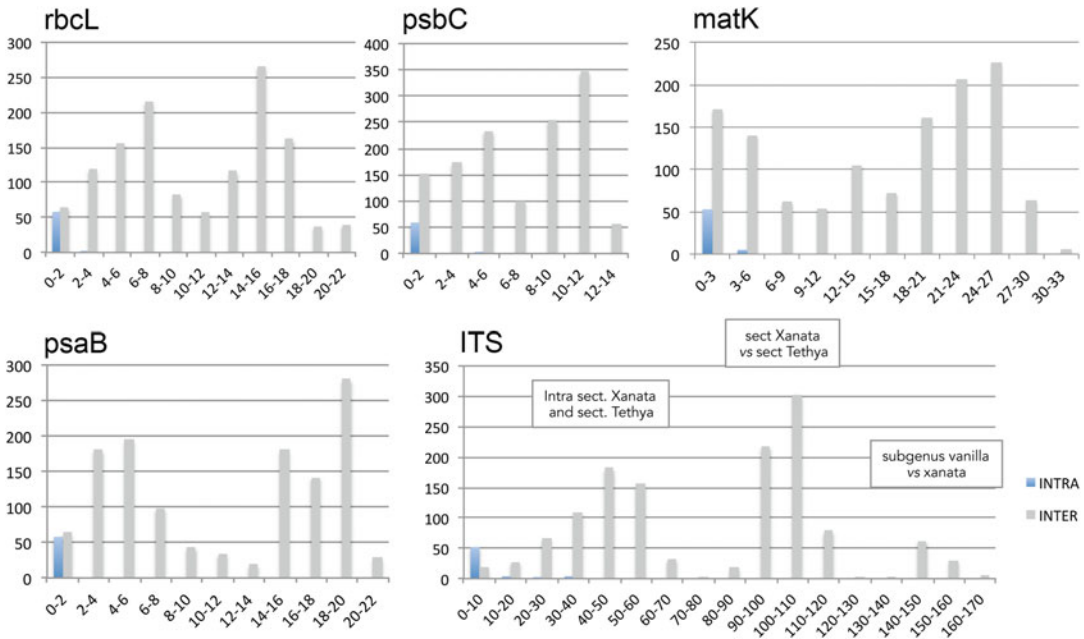 rbcL
300
250
200
150
100
50
0
0-2 2-4 4-6 6-8 8-10 10-12 12-14 14-16 16-18 18-20 20-22
psbC
400
350
300
250
200
150
100
50
0
0-2 2-4 4-6 6-8 8-10 10-12 12-14
matK
250
200
150
100
50
0
0-3 3-6 6-9 9-12 12-15 15-18 18-21 21-24 24-27 27-30 30-33
psaB
300
250
200
150
100
50
0
0-2 2-4 4-6 6-8 8-10 10-12 12-14 14-16 16-18 18-20 20-22
ITS
350
300
250
200
150
100
50
0
0-10 10-20 20-30 30-40 40-50 50-60 60-70 70-80 80-90 90-100 100-110 110-120 120-130 130-140 140-150 150-160 160-170
Intra sect. Xanata
and sect. Tethya
sect Xanata
vs sect Tethya
subgenus vanilla
vs xanata
INTRA
INTER